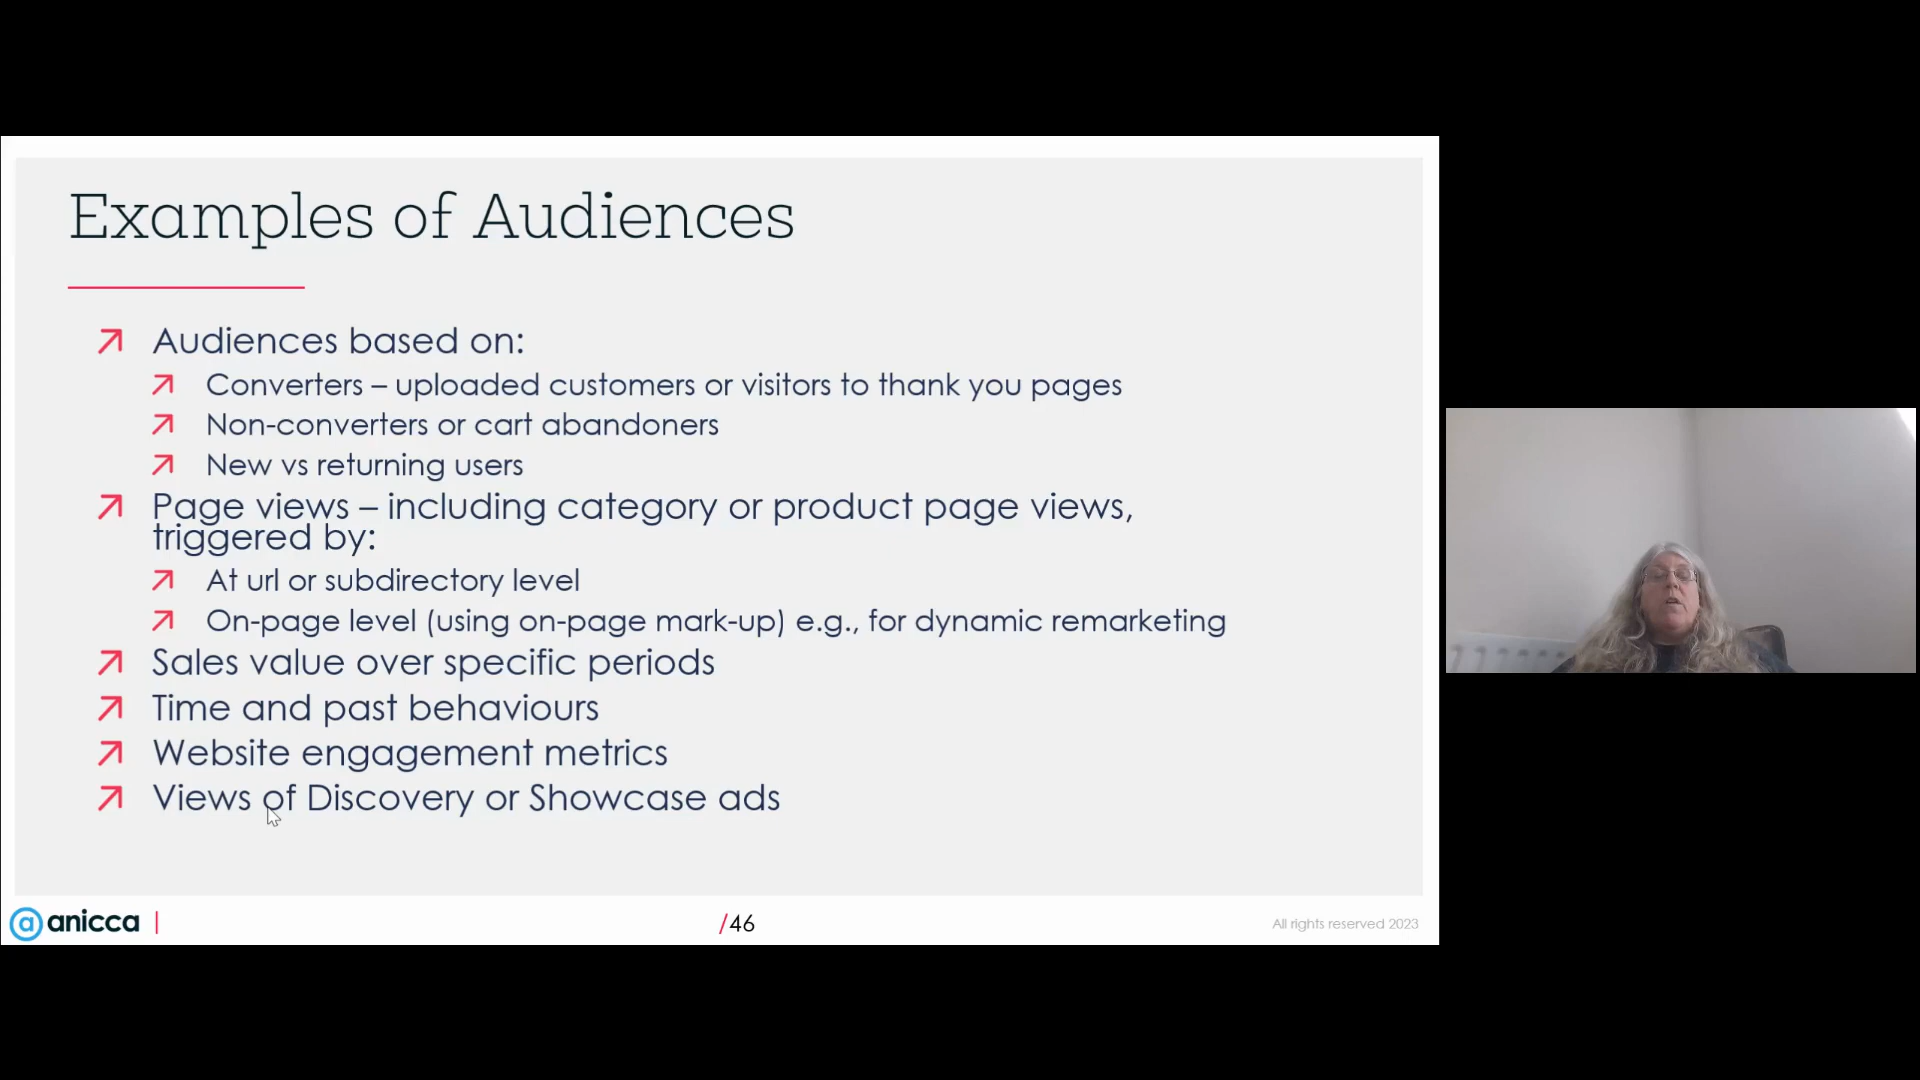 Examples of Audiences
Audiences based on:
Converters – uploaded customers or visitors to thank you pages
Non-converters or cart abandoners
New vs returning users
Page views – including category or product page views,
triggered by:
At url or subdirectory level
On-page level (using on-page mark-up) e.g., for dynamic remarketing
Sales value over specific periods
Time and past behaviours
Website engagement metrics
Views of Discovery or Showcase ads
@ anicca |
/46
All rights reserved 2023